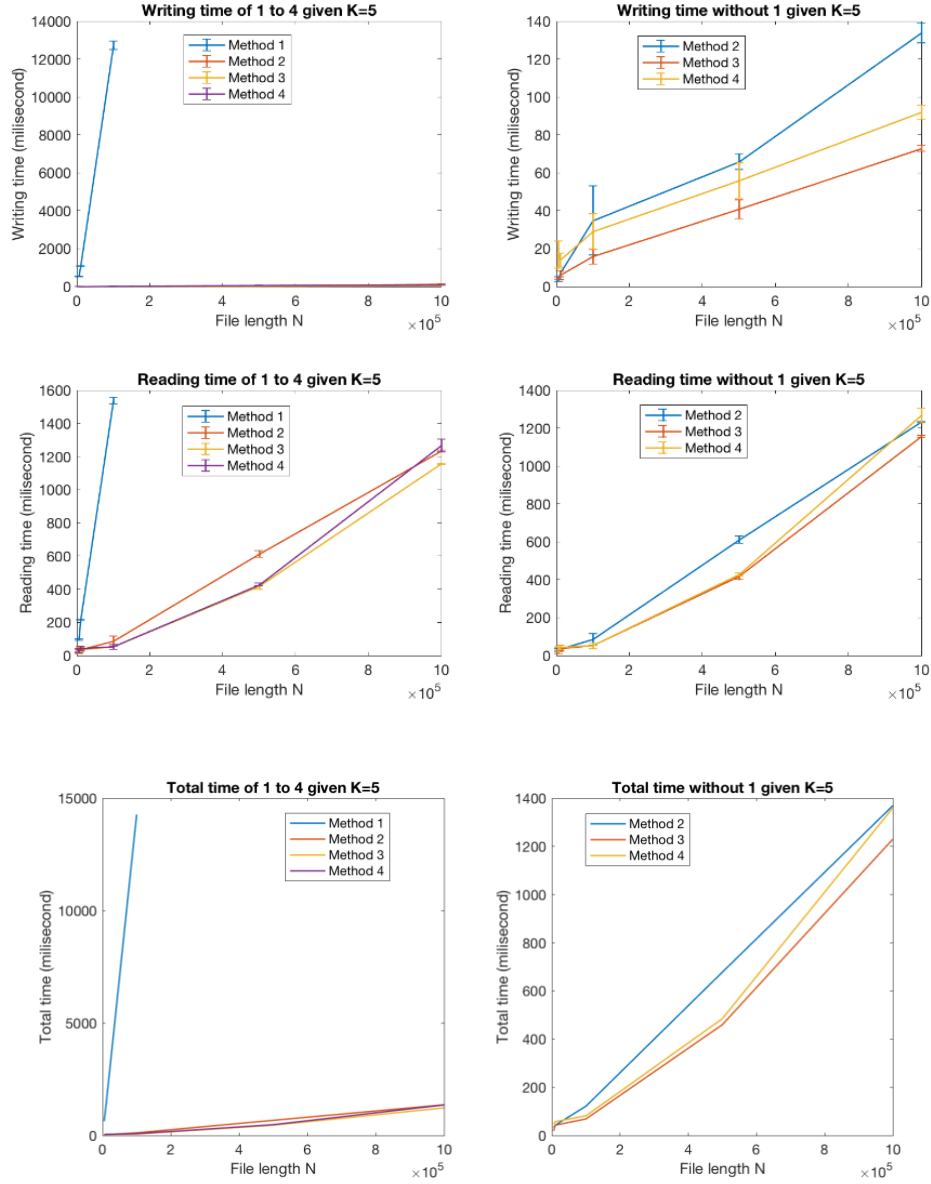 Writing time of 1 to 4 given K=5
14000
12000
10000
8000
6000
4000
2000
0
Writing time (milisecond)
Method 1
Method 2
Method 3
Method 4
0 2 4 6 8 10
File length N
×10^5
Writing time without 1 given K=5
140
120
100
80
60
40
20
0
Writing time (milisecond)
Method 2
Method 3
Method 4
0 2 4 6 8 10
File length N
×10^5
Reading time of 1 to 4 given K=5
1600
1400
1200
1000
800
600
400
200
0
Reading time (milisecond)
Method 1
Method 2
Method 3
Method 4
0 2 4 6 8 10
File length N
×10^5
Reading time without 1 given K=5
1400
1200
1000
800
600
400
200
0
Reading time (milisecond)
Method 2
Method 3
Method 4
0 2 4 6 8 10
File length N
×10^5
Total time of 1 to 4 given K=5
15000
10000
5000
0
Total time (milisecond)
Method 1
Method 2
Method 3
Method 4
0 2 4 6 8 10
File length N
×10^5
Total time without 1 given K=5
1400
1200
1000
800
600
400
200
0
Total time (milisecond)
Method 2
Method 3
Method 4
0 2 4 6 8 10
File length N
×10^5